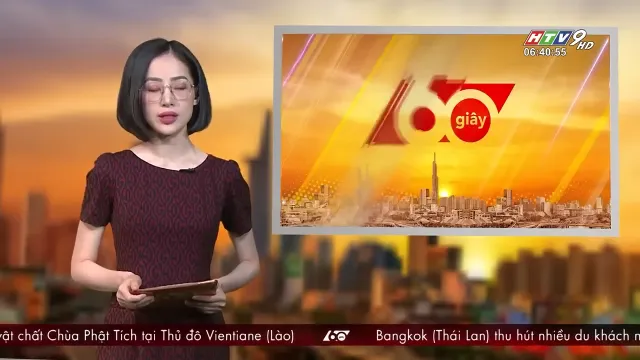 HTV9 HD
06:40:55
60 giây
vật chất Chùa Phật Tích tại Thủ đô Vientiane (Lào) 60 Bangkok (Thái Lan) thu hút nhiều du khách